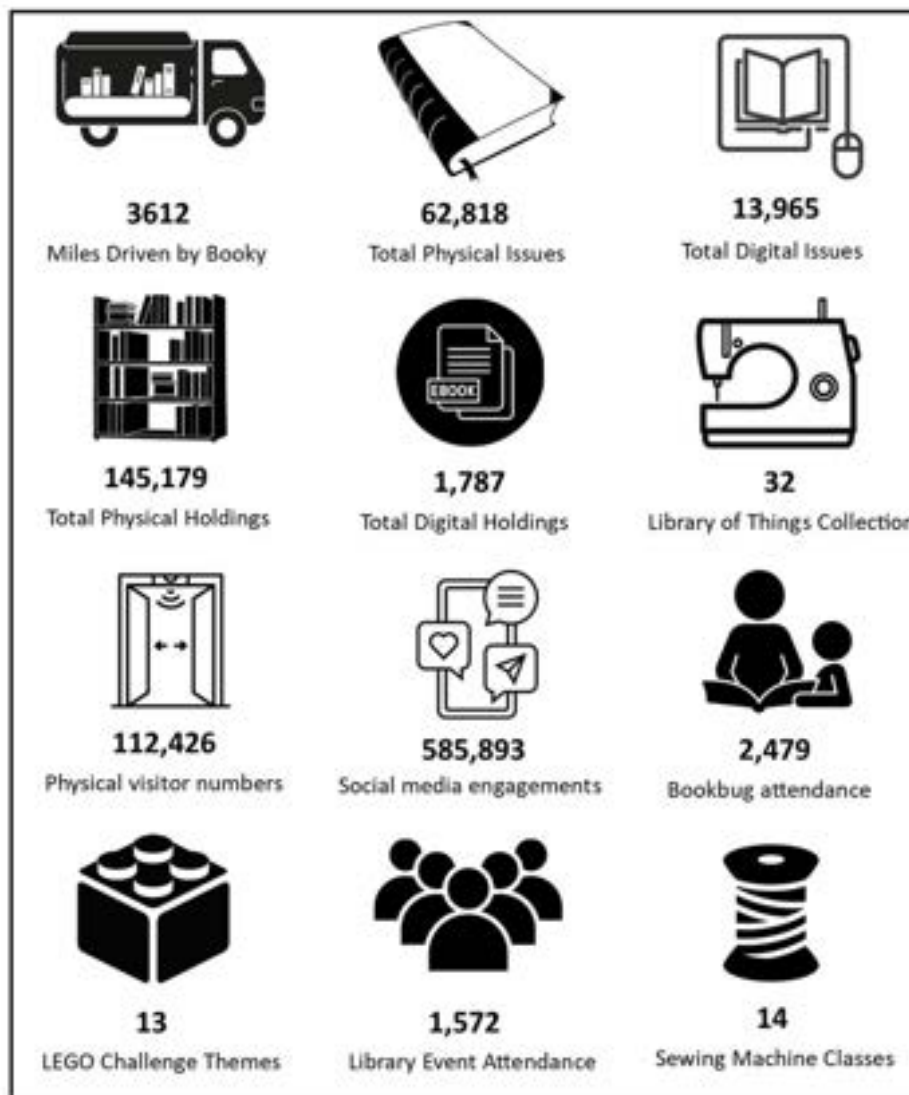 3612
Miles Driven by Booky
62,818
Total Physical Issues
13,965
Total Digital Issues
145,179
Total Physical Holdings
EBOOK
1,787
Total Digital Holdings
32
Library of Things Collection
112,426
Physical visitor numbers
585,893
Social media engagements
2,479
Bookbug attendance
13
LEGO Challenge Themes
1,572
Library Event Attendance
14
Sewing Machine Classes